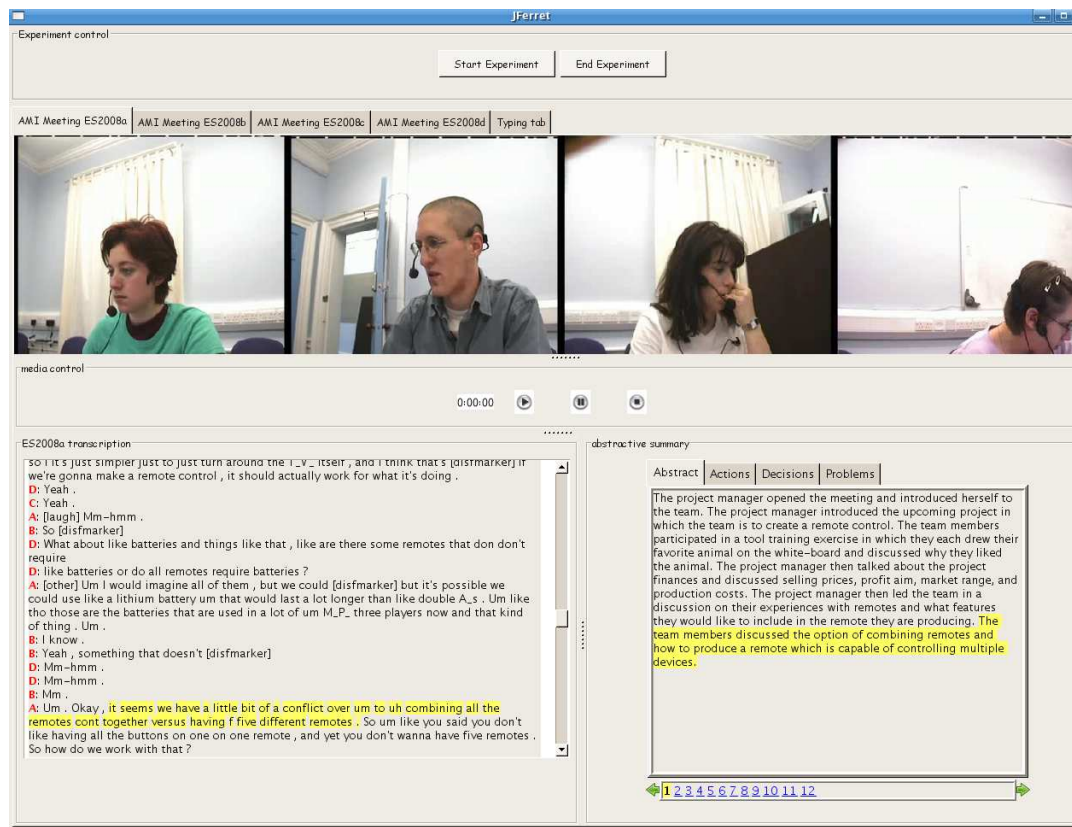 JFerret
Experiment control
Start Experiment End Experiment
AMI Meeting ES2008a AMI Meeting ES2008b AMI Meeting ES2008c AMI Meeting ES2008d Typing tab
media control
0:00:00
ES2008a transcription
so I it's just simpler just to just turn around the T_V_ itself , and I think that's [disfmarker] if
we're gonna make a remote control , it should actually work for what it's doing .
D: Yeah .
C: Yeah .
A: [laugh] Mm-hmm .
B: So [disfmarker]
D: What about like batteries and things like that , like are there some remotes that don don't
require
D: like batteries or do all remotes require batteries ?
A: [other] Um I would imagine all of them , but we could [disfmarker] but it's possible we
could use like a lithium battery um that would last a lot longer than like double A_s . Um like
tho those are the batteries that are used in a lot of um M_P_ three players now and that kind
of thing . Um .
B: I know .
B: Yeah , something that doesn't [disfmarker]
D: Mm-hmm .
D: Mm-hmm .
B: Mm .
A: Um . Okay , it seems we have a little bit of a conflict over um to uh combining all the
remotes cont together versus having f five different remotes . So um like you said you don't
like having all the buttons on one on one remote , and yet you don't wanna have five remotes .
So how do we work with that ?
abstractive summary
Abstract Actions Decisions Problems
The project manager opened the meeting and introduced herself to
the team. The project manager introduced the upcoming project in
which the team is to create a remote control. The team members
participated in a tool training exercise in which they each drew their
favorite animal on the white-board and discussed why they liked
the animal. The project manager then talked about the project
finances and discussed selling prices, profit aim, market range, and
production costs. The project manager then led the team in a
discussion on their experiences with remotes and what features
they would like to include in the remote they are producing. The
team members discussed the option of combining remotes and
how to produce a remote which is capable of controlling multiple
devices.
1 2 3 4 5 6 7 8 9 10 11 12